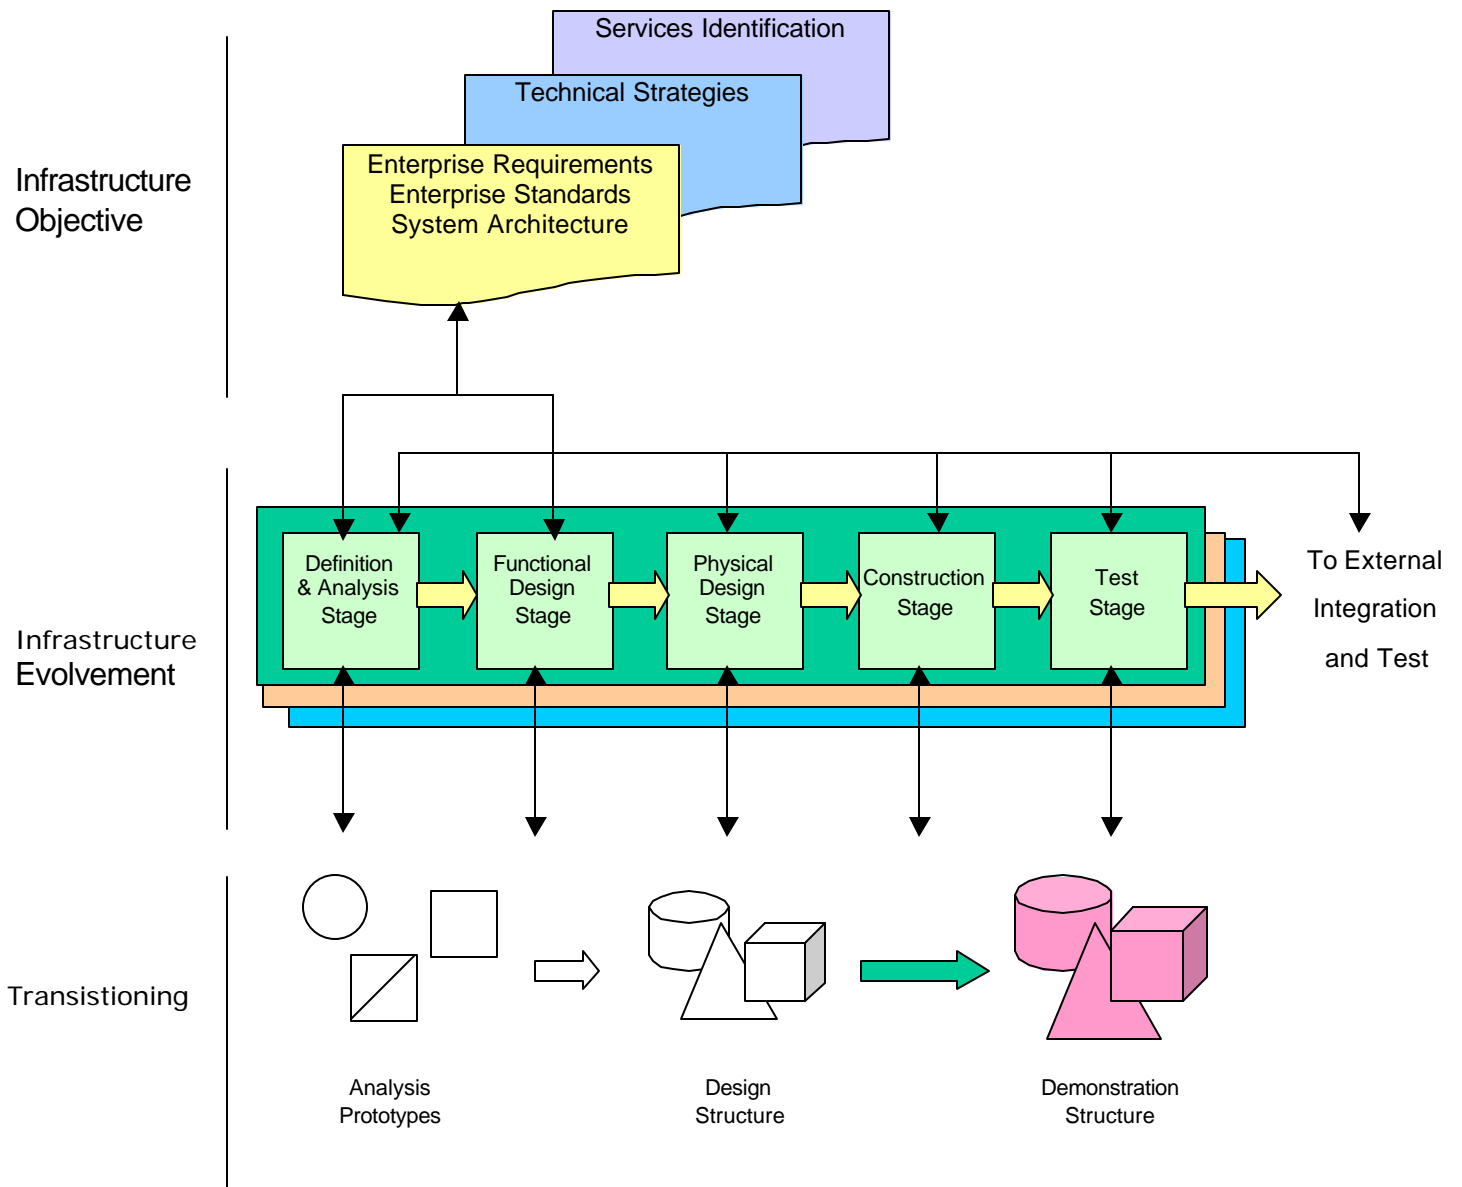 Services Identification
Technical Strategies
Enterprise Requirements
Enterprise Standards
System Architecture
Infrastructure
Objective
Definition
& Analysis
Stage
Functional
Design
Stage
Physical
Design
Stage
Construction
Stage
Test
Stage
To External
Integration
and Test
Infrastructure
Evolvement
Transistioning
Analysis
Prototypes
Design
Structure
Demonstration
Structure